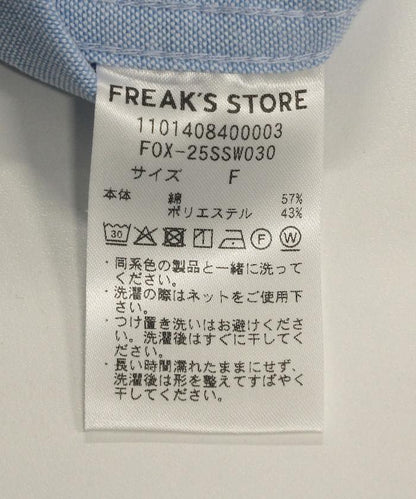 FREAK'S STORE
1101408400003
FOX-25SSW030
サイズ F
本体 綿 57%
ポリエステル 43%
30 F W
・同系色の製品と一緒に洗って
ください。
・洗濯の際はネットをご使用下
さい。
・つけ置き洗いはお避けくださ
い。洗濯後はすぐに干してく
ださい。
・長い時間濡れたままにせず、
洗濯後は形を整えてすばやく
干してください。